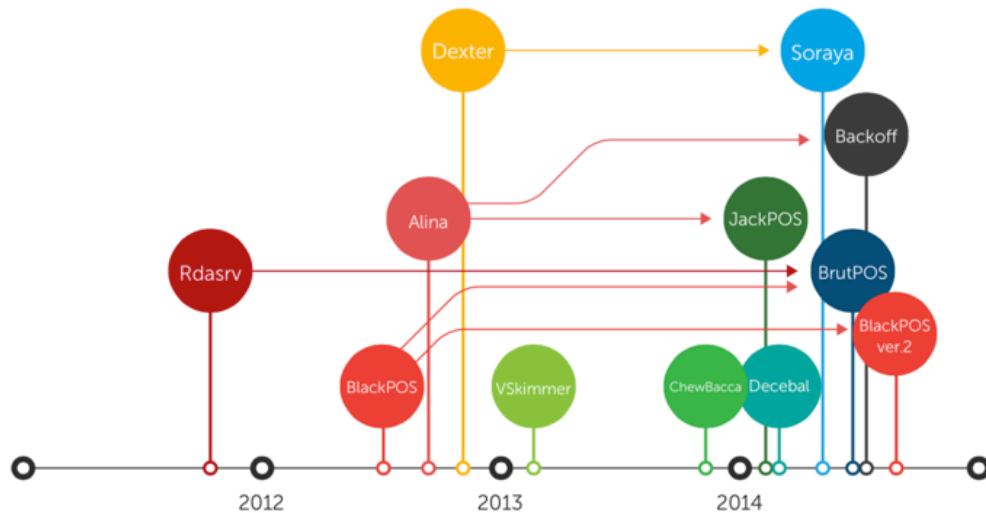 Dexter
Soraya
Backoff
Alina
JackPOS
Rdasrv
BrutPOS
BlackPOS
ver.2
BlackPOS
VSkimmer
ChewBacca
Decebal
2012
2013
2014